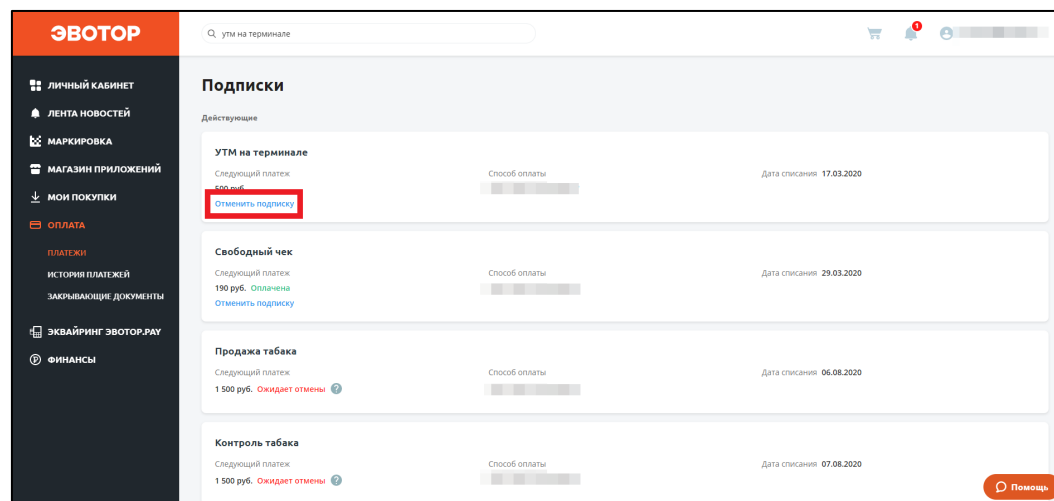 ЭВОТОР
утм на терминале
1
ЛИЧНЫЙ КАБИНЕТ
ЛЕНТА НОВОСТЕЙ
МАРКИРОВКА
МАГАЗИН ПРИЛОЖЕНИЙ
МОИ ПОКУПКИ
ОПЛАТА
ПЛАТЕЖИ
ИСТОРИЯ ПЛАТЕЖЕЙ
ЗАКРЫВАЮЩИЕ ДОКУМЕНТЫ
ЭКВАЙРИНГ ЭВОТОР.PAY
ФИНАНСЫ
Подписки
Действующие
УТМ на терминале
Следующий платеж Способ оплаты Дата списания 17.03.2020
500 руб.
Отменить подписку
Свободный чек
Следующий платеж Способ оплаты Дата списания 29.03.2020
190 руб. Оплачена
Отменить подписку
Продажа табака
Следующий платеж Способ оплаты Дата списания 06.08.2020
1 500 руб. Ожидает отмены ?
Контроль табака
Следующий платеж Способ оплаты Дата списания 07.08.2020
1 500 руб. Ожидает отмены ?
Помощь